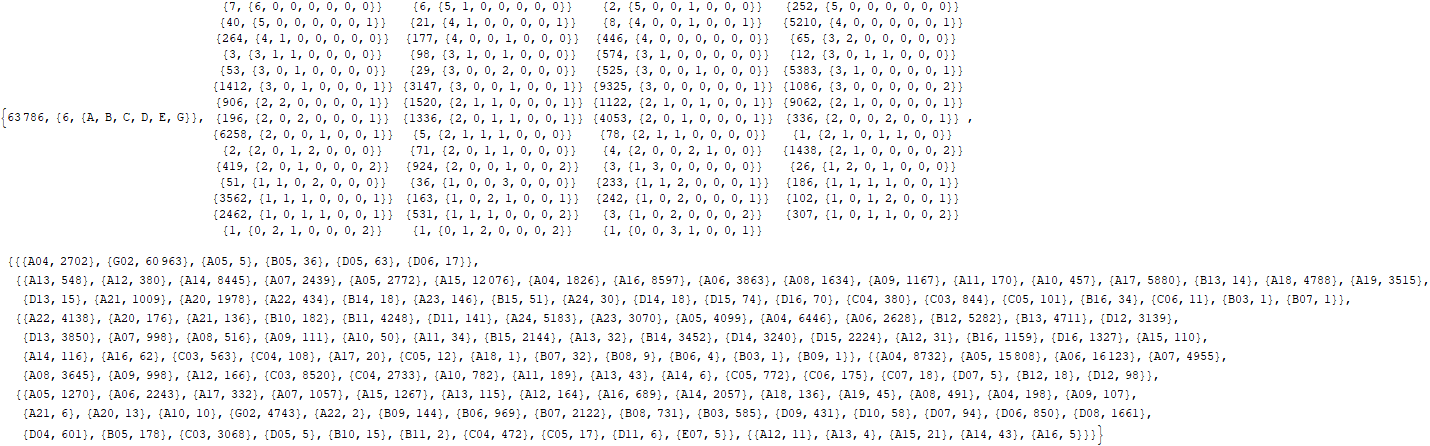 {7, {6, 0, 0, 0, 0, 0, 0, 0}} {6, {5, 1, 0, 0, 0, 0, 0}} {2, {5, 0, 0, 0, 1, 0, 0, 0}} {252, {5, 0, 0, 0, 0, 0, 0, 0}}
{40, {5, 0, 0, 0, 0, 0, 0, 1}} {21, {4, 1, 0, 0, 0, 0, 0, 1}} {8, {4, 0, 0, 1, 0, 0, 1}} {5210, {4, 0, 0, 0, 0, 0, 0, 1}}
{264, {4, 1, 0, 0, 0, 0, 0}} {177, {4, 0, 0, 1, 0, 0, 0}} {446, {4, 0, 0, 0, 0, 0, 0}} {65, {3, 2, 0, 0, 0, 0, 0}}
{3, {3, 1, 1, 0, 0, 0, 0}} {98, {3, 1, 0, 1, 0, 0, 0}} {574, {3, 1, 0, 0, 0, 0, 0}} {12, {3, 0, 1, 1, 0, 0, 0}}
{53, {3, 0, 1, 0, 0, 0, 0}} {29, {3, 0, 0, 2, 0, 0, 0}} {525, {3, 0, 0, 1, 0, 0, 0}} {5383, {3, 1, 0, 0, 0, 0, 1}}
{1412, {3, 0, 1, 0, 0, 0, 1}} {3147, {3, 0, 0, 1, 0, 0, 1}} {9325, {3, 0, 0, 0, 0, 0, 1}} {1086, {3, 0, 0, 0, 0, 0, 2}}
{906, {2, 2, 0, 0, 0, 0, 1}} {1520, {2, 1, 1, 0, 0, 0, 1}} {1122, {2, 1, 0, 1, 0, 0, 1}} {9062, {2, 1, 0, 0, 0, 0, 1}}
{63 786, {6, {A, B, C, D, E, G}}, {196, {2, 0, 2, 0, 0, 0, 1}} {1336, {2, 0, 1, 1, 0, 0, 1}} {4053, {2, 0, 1, 0, 0, 0, 1}} {336, {2, 0, 0, 2, 0, 0, 1}} ,
{6258, {2, 0, 0, 1, 0, 0, 1}} {5, {2, 1, 1, 1, 0, 0, 0}} {78, {2, 1, 1, 0, 0, 0, 0}} {1, {2, 1, 0, 1, 1, 0, 0}}
{2, {2, 0, 1, 2, 0, 0, 0}} {71, {2, 0, 1, 1, 0, 0, 0}} {4, {2, 0, 0, 2, 1, 0, 0}} {1438, {2, 1, 0, 0, 0, 0, 2}}
{419, {2, 0, 1, 0, 0, 0, 2}} {924, {2, 0, 0, 1, 0, 0, 2}} {3, {1, 3, 0, 0, 0, 0, 0}} {26, {1, 2, 0, 1, 0, 0, 0}}
{51, {1, 1, 0, 2, 0, 0, 0}} {36, {1, 0, 0, 3, 0, 0, 0}} {233, {1, 1, 2, 0, 0, 0, 1}} {186, {1, 1, 1, 1, 0, 0, 1}}
{3562, {1, 1, 1, 0, 0, 0, 1}} {163, {1, 0, 2, 1, 0, 0, 1}} {242, {1, 0, 2, 0, 0, 0, 1}} {102, {1, 0, 1, 2, 0, 0, 1}}
{2462, {1, 0, 1, 1, 0, 0, 1}} {531, {1, 1, 1, 0, 0, 0, 2}} {3, {1, 0, 2, 0, 0, 0, 2}} {307, {1, 0, 1, 1, 0, 0, 2}}
{1, {0, 2, 1, 0, 0, 0, 2}} {1, {0, 1, 2, 0, 0, 0, 2}} {1, {0, 0, 3, 1, 0, 0, 1}}
{{{A04, 2702}, {G02, 60 963}, {A05, 5}, {B05, 36}, {D05, 63}, {D06, 17}},
{{A13, 548}, {A12, 380}, {A14, 8445}, {A07, 2439}, {A05, 2772}, {A15, 12 076}, {A04, 1826}, {A16, 8597}, {A06, 3863}, {A08, 1634}, {A09, 1167}, {A11, 170}, {A10, 457}, {A17, 5880}, {B13, 14}, {A18, 4788}, {A19, 3515},
{D13, 15}, {A21, 1009}, {A20, 1978}, {A22, 434}, {B14, 18}, {A23, 146}, {B15, 51}, {A24, 30}, {D14, 18}, {D15, 74}, {D16, 70}, {C04, 380}, {C03, 844}, {C05, 101}, {B16, 34}, {C06, 11}, {B03, 1}, {B07, 1}},
{{A22, 4138}, {A20, 176}, {A21, 136}, {B10, 182}, {B11, 4248}, {D11, 141}, {A24, 5183}, {A23, 3070}, {A05, 4099}, {A04, 6446}, {A06, 2628}, {B12, 5282}, {B13, 4711}, {D12, 3139},
{D13, 3850}, {A07, 998}, {A08, 516}, {A09, 111}, {A10, 50}, {A11, 34}, {B15, 2144}, {A13, 32}, {B14, 3452}, {D14, 3240}, {D15, 2224}, {A12, 31}, {B16, 1159}, {D16, 1327}, {A15, 110},
{A14, 116}, {A16, 62}, {C03, 563}, {C04, 108}, {A17, 20}, {C05, 12}, {A18, 1}, {B07, 32}, {B08, 9}, {B06, 4}, {B03, 1}, {B09, 1}}, {{A04, 8732}, {A05, 15 808}, {A06, 16 123}, {A07, 4955},
{A08, 3645}, {A09, 998}, {A12, 166}, {C03, 8520}, {C04, 2733}, {A10, 782}, {A11, 189}, {A13, 43}, {A14, 6}, {C05, 772}, {C06, 175}, {C07, 18}, {D07, 5}, {B12, 18}, {D12, 98}},
{{A05, 1270}, {A06, 2243}, {A17, 332}, {A07, 1057}, {A15, 1267}, {A13, 115}, {A12, 164}, {A16, 689}, {A14, 2057}, {A18, 136}, {A19, 45}, {A08, 491}, {A04, 198}, {A09, 107},
{A21, 6}, {A20, 13}, {A10, 10}, {G02, 4743}, {A22, 2}, {B09, 144}, {B06, 969}, {B07, 2122}, {B08, 731}, {B03, 585}, {D09, 431}, {D10, 58}, {D07, 94}, {D06, 850}, {D08, 1661},
{D04, 601}, {B05, 178}, {C03, 3068}, {D05, 5}, {B10, 15}, {B11, 2}, {C04, 472}, {C05, 17}, {D11, 6}, {E07, 5}}, {{A12, 11}, {A13, 4}, {A15, 21}, {A14, 43}, {A16, 5}}}}